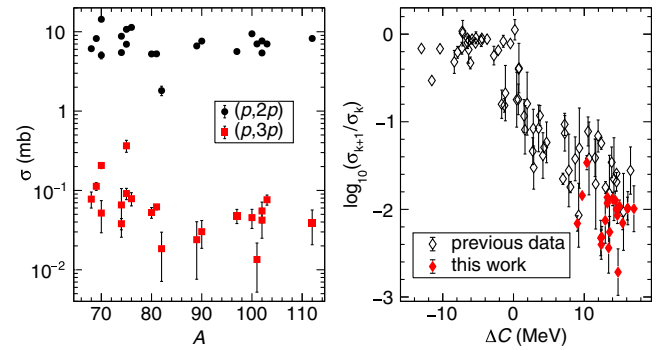 10
1
10⁻¹
10⁻²
σ (mb)
(p,2p)
(p,3p)
70 80 90 100 110
A
0
−1
−2
−3
log₁₀(σₖ₊₁/σₖ)
previous data
this work
−10 0 10
ΔC (MeV)